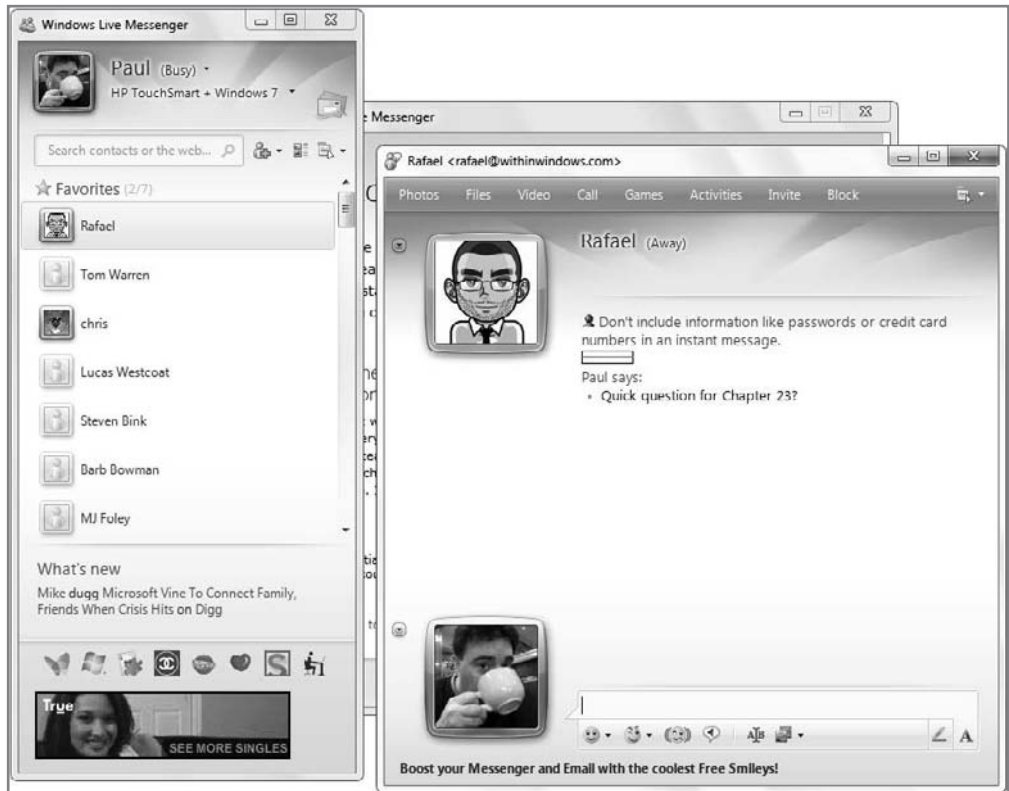 Windows Live Messenger
Paul (Busy)
HP TouchSmart + Windows 7
Search contacts or the web...
Favorites (2/7)
Rafael
Tom Warren
chris
Lucas Westcoat
Steven Bink
Barb Bowman
MJ Foley
What's new
Mike dugg Microsoft Vine To Connect Family,
Friends When Crisis Hits on Digg
True
SEE MORE SINGLES
Messenger
Rafael <rafael@withinwindows.com>
Photos Files Video Call Games Activities Invite Block
Rafael (Away)
Don't include information like passwords or credit card
numbers in an instant message.
Paul says:
Quick question for Chapter 23?
Boost your Messenger and Email with the coolest Free Smileys!